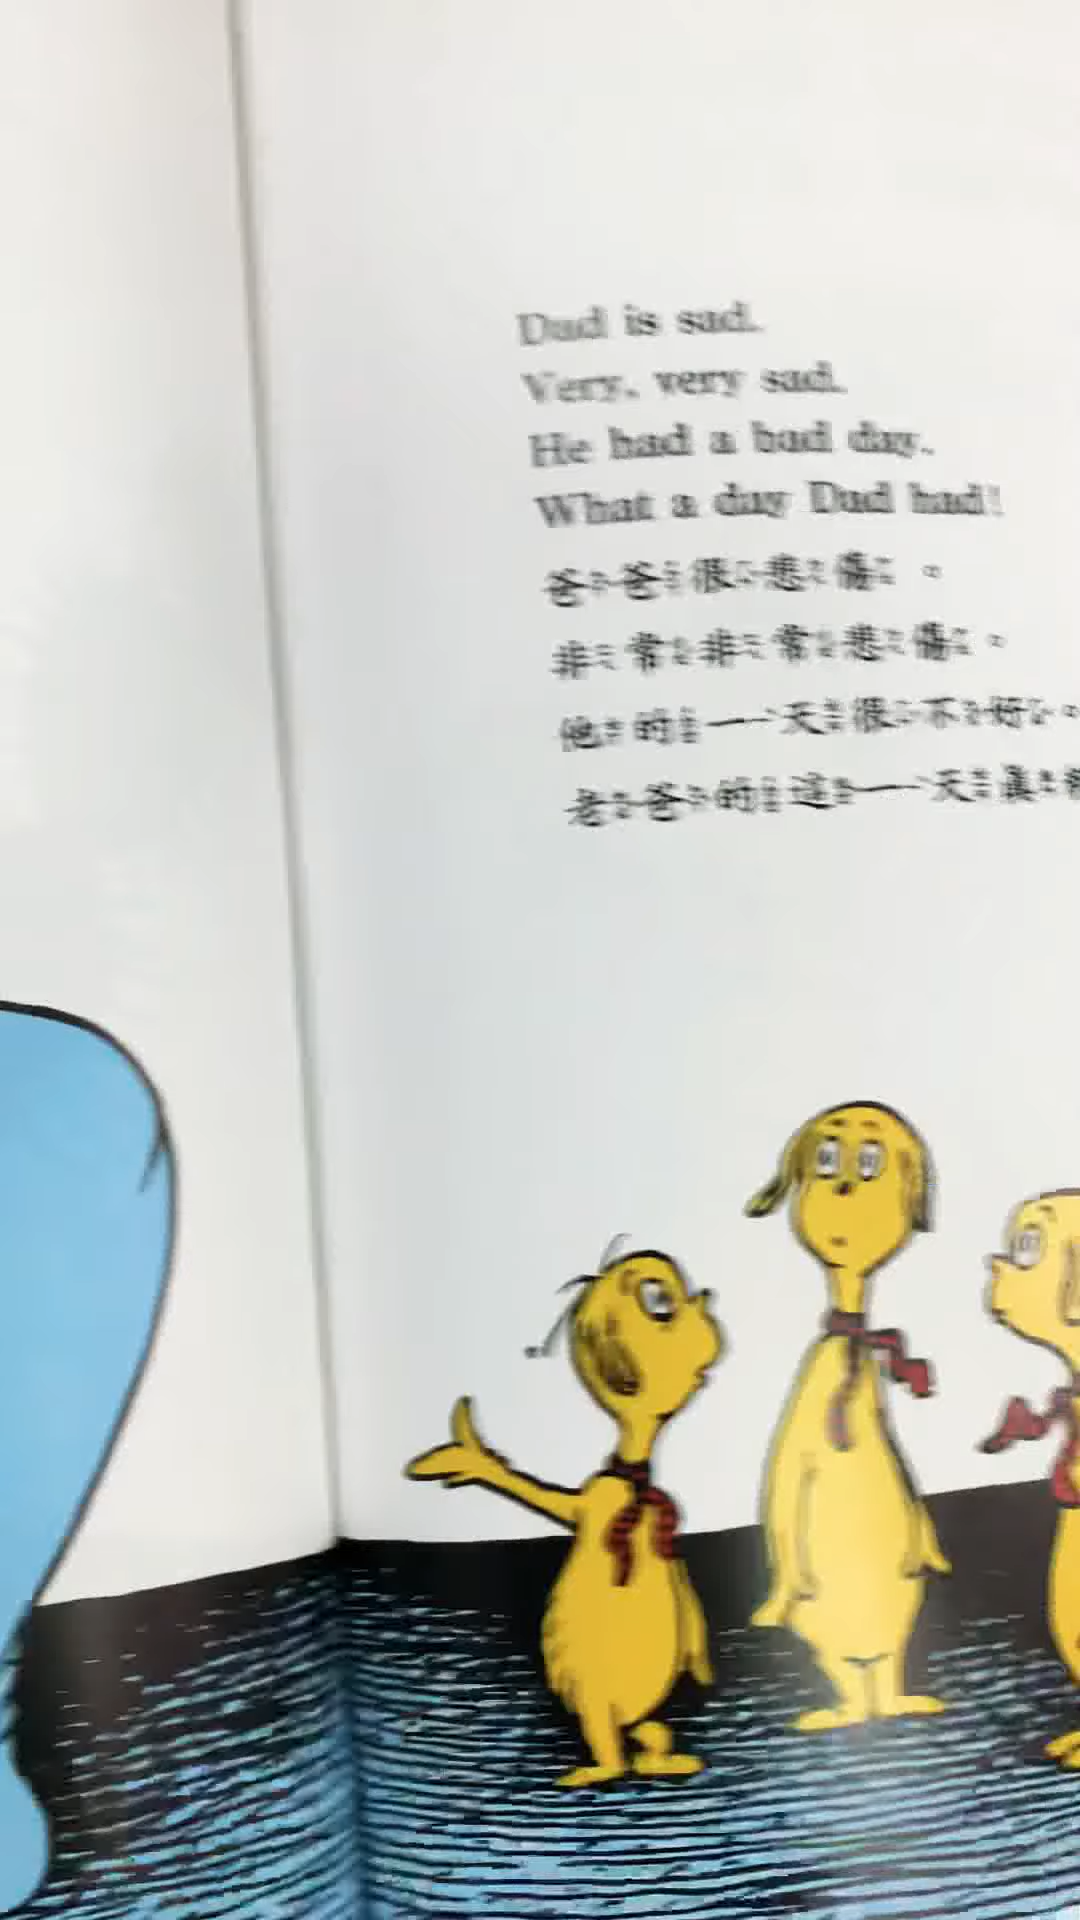 Dad is sad.
Very, very sad.
He had a bad day.
What a day Dad had!
爸爸很悲傷。
非常非常悲傷。
他的一天很不好。
老爸的這一天真